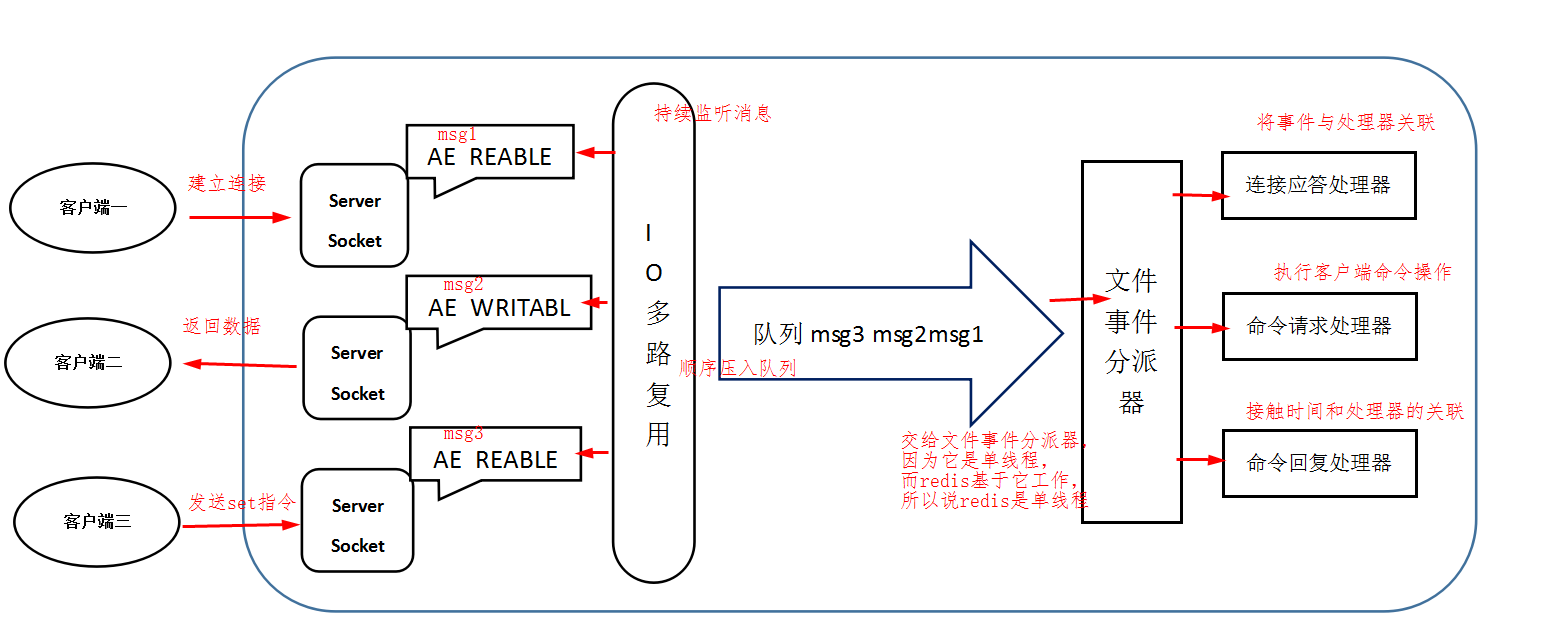 持续监听消息
将事件与处理器关联
msg1
AE REABLE
建立连接
客户端一
Server
Socket
连接应答处理器
IO多路复用
msg2
AE WRITABL
返回数据
客户端二
Server
Socket
队列 msg3 msg2msg1
顺序压入队列
文件
事件
分派
器
执行客户端命令操作
命令请求处理器
msg3
AE REABLE
发送set指令
客户端三
Server
Socket
交给文件事件分派器，
因为它是单线程，
而redis基于它工作，
所以说redis是单线程
接触时间和处理器的关联
命令回复处理器